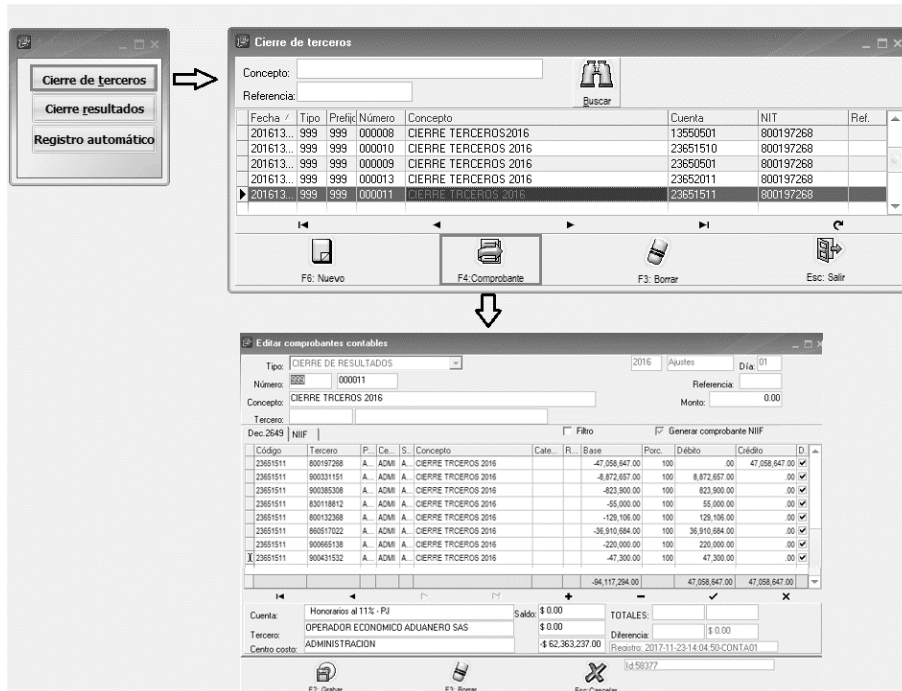 Cierre de terceros
Cierre resultados
Registro automático
Cierre de terceros
Concepto:
Referencia:
Buscar
Fecha Tipo Prefijc Número Concepto Cuenta NIT Ref.
201613... 999 999 000008 CIERRE TERCEROS2016 13550501 800197268
201613... 999 999 000010 CIERRE TERCEROS 2016 23651510 800197268
201613... 999 999 000009 CIERRE TERCEROS 2016 23650501 800197268
201613... 999 999 000013 CIERRE TERCEROS 2016 23652011 800197268
201613... 999 999 000011 CIERRE TRCEROS 2016 23651511 800197268
F6: Nuevo F4:Comprobante F3: Borrar Esc: Salir
Editar comprobantes contables
Tipo: CIERRE DE RESULTADOS 2016 Ajustes Día: 01
Número: 999 000011 Referencia:
Concepto: CIERRE TRCEROS 2016 Monto: 0.00
Tercero:
Dec.2649 NIIF Filtro Generar comprobante NIIF
Código Tercero P... Ce... S.. Concepto Cate... R... Base Porc. Débito Crédito D.
23651511 800197268 A... ADMI A... CIERRE TRCEROS 2016 -47,058,647.00 100 .00 47,058,647.00
23651511 900331151 A... ADMI A... CIERRE TRCEROS 2016 -8,872,657.00 100 8,872,657.00 .00
23651511 900385308 A... ADMI A... CIERRE TRCEROS 2016 -823,900.00 100 823,900.00 .00
23651511 830118812 A... ADMI A... CIERRE TRCEROS 2016 -55,000.00 100 55,000.00 .00
23651511 800132368 A... ADMI A... CIERRE TRCEROS 2016 -129,106.00 100 129,106.00 .00
23651511 860517022 A... ADMI A... CIERRE TRCEROS 2016 -36,910,684.00 100 36,910,684.00 .00
23651511 900665138 A... ADMI A... CIERRE TRCEROS 2016 -220,000.00 100 220,000.00 .00
23651511 900431532 A... ADMI A... CIERRE TRCEROS 2016 -47,300.00 100 47,300.00 .00
-94,117,294.00 47,058,647.00 47,058,647.00
Cuenta: Honorarios al 11% - PJ Saldo: $ 0.00 TOTALES:
Tercero: OPERADOR ECONOMICO ADUANERO SAS $ 0.00 Diferencia: $ 0.00
Centro costo: ADMINISTRACION -$ 62,363,237.00 Registro: 2017-11-23-14:04:50-CONTA01
Id:58377
F2: Grabar F3: Borrar Esc:Cancelar